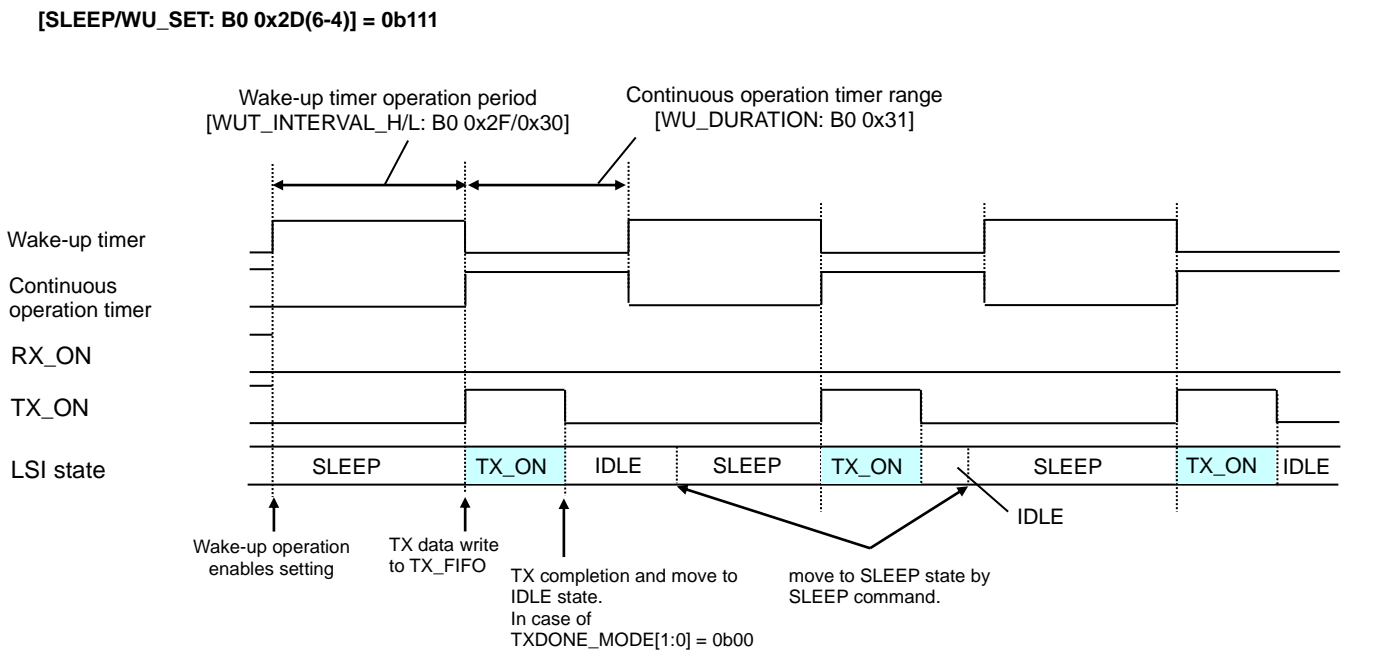 [SLEEP/WU_SET: B0 0x2D(6-4)] = 0b111
Wake-up timer operation period
[WUT_INTERVAL_H/L: B0 0x2F/0x30]
Continuous operation timer range
[WU_DURATION: B0 0x31]
Wake-up timer
Continuous
operation timer
RX_ON
TX_ON
LSI state
SLEEP
TX_ON
IDLE
SLEEP
TX_ON
SLEEP
TX_ON
IDLE
IDLE
Wake-up operation
enables setting
TX data write
to TX_FIFO
TX completion and move to
IDLE state.
In case of
TXDONE_MODE[1:0] = 0b00
move to SLEEP state by
SLEEP command.